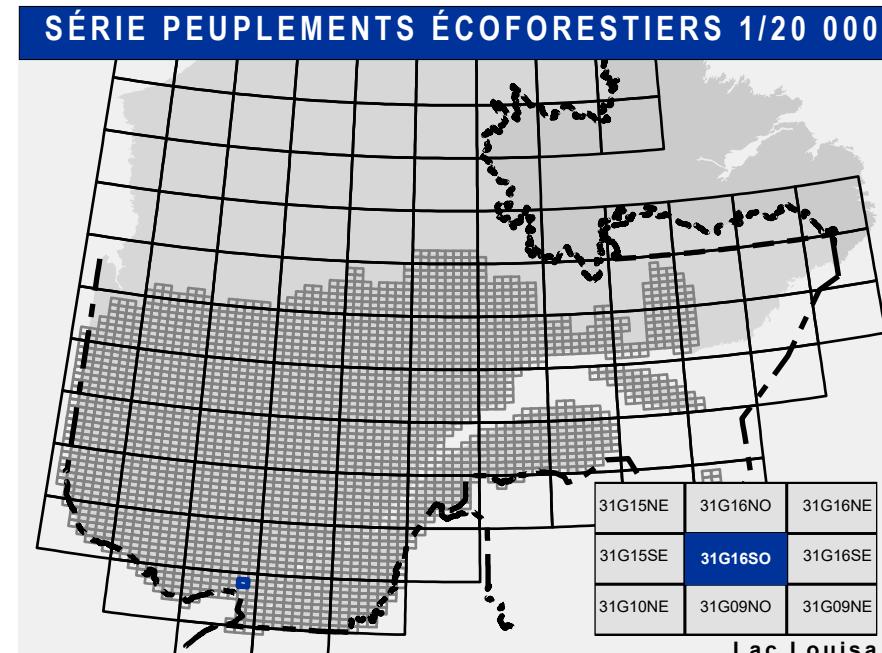 SÉRIE PEUPLEMENTS ÉCOFORESTIERS 1/20 000
31G15NE 31G16NO 31G16NE
31G15SE 31G16SO 31G16SE
31G10NE 31G09NO 31G09NE
Lac Louisa